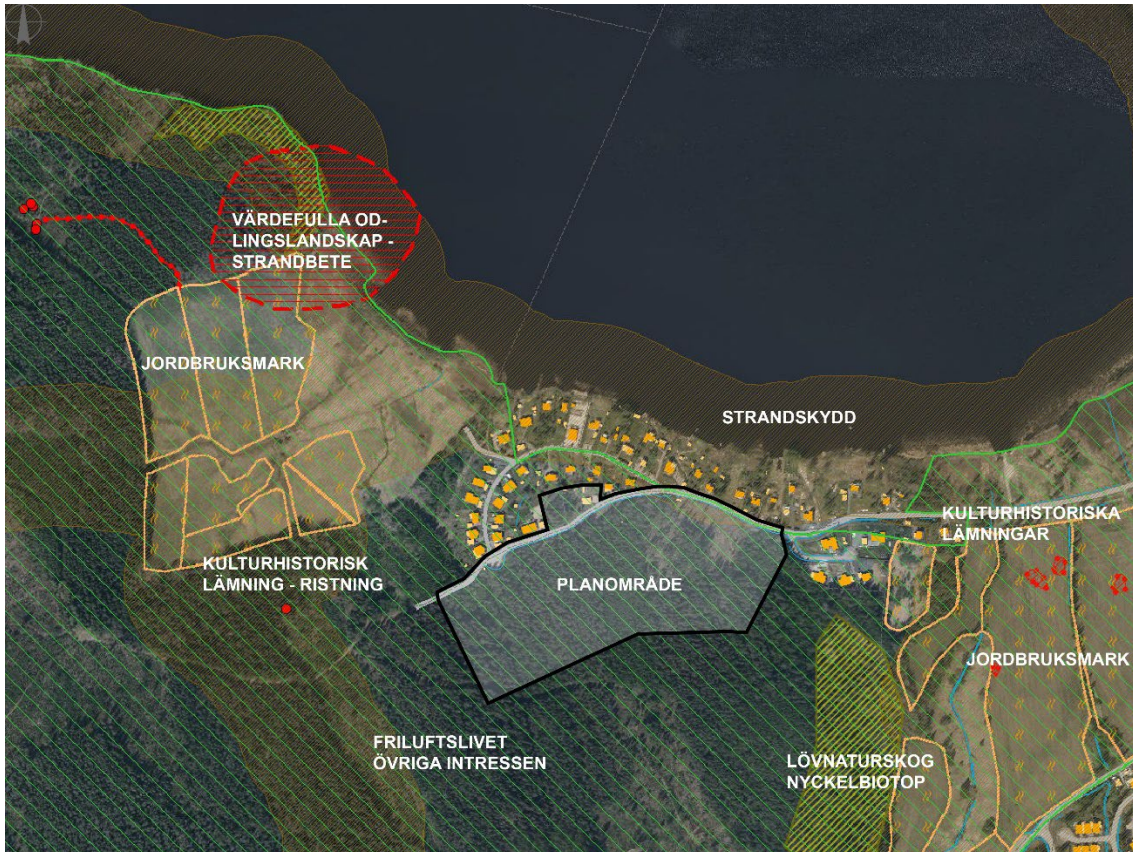 VÄRDEFULLA OD-
LINGSLANDSKAP -
STRANDBETE
JORDBRUKSMARK
STRANDSKYDD
KULTURHISTORISKA
LÄMNINGAR
KULTURHISTORISK
LÄMNING - RISTNING
PLANOMRÅDE
JORDBRUKSMARK
FRILUFTSLIVET
ÖVRIGA INTRESSEN
LÖVNATURSKOG
NYCKELBIOTOP